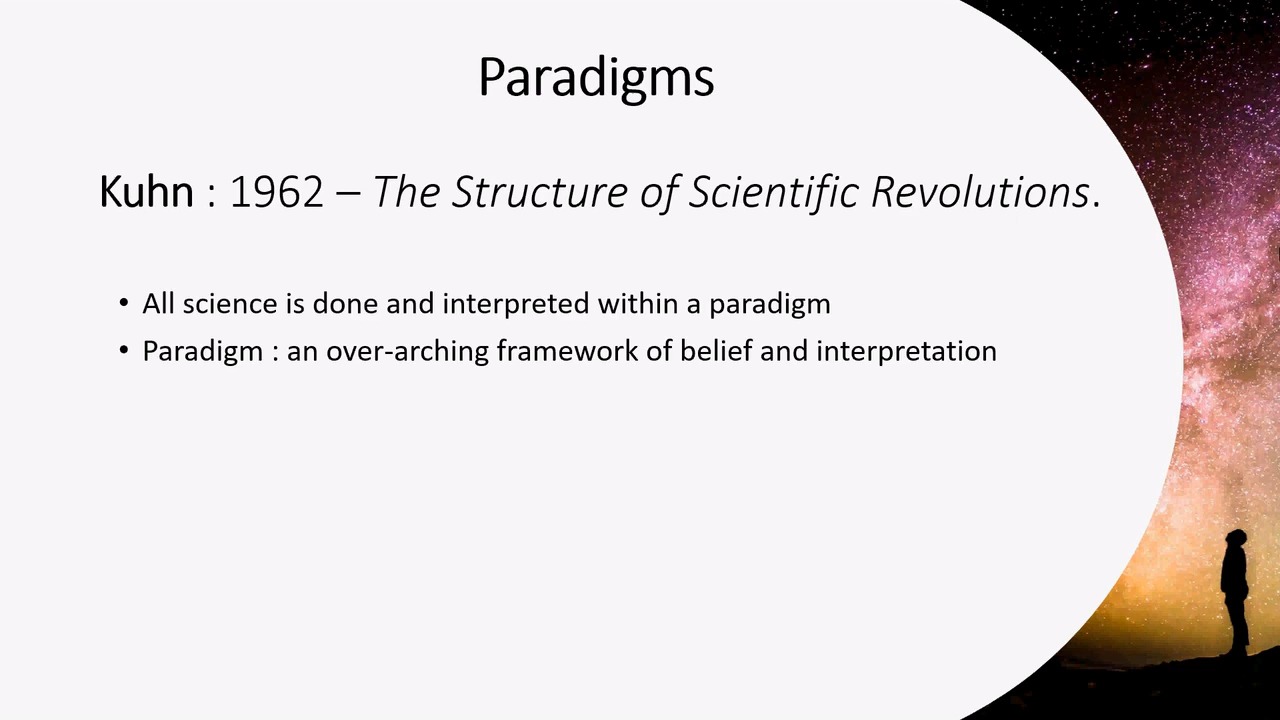 Paradigms
Kuhn : 1962 – The Structure of Scientific Revolutions.
• All science is done and interpreted within a paradigm
• Paradigm : an over-arching framework of belief and interpretation